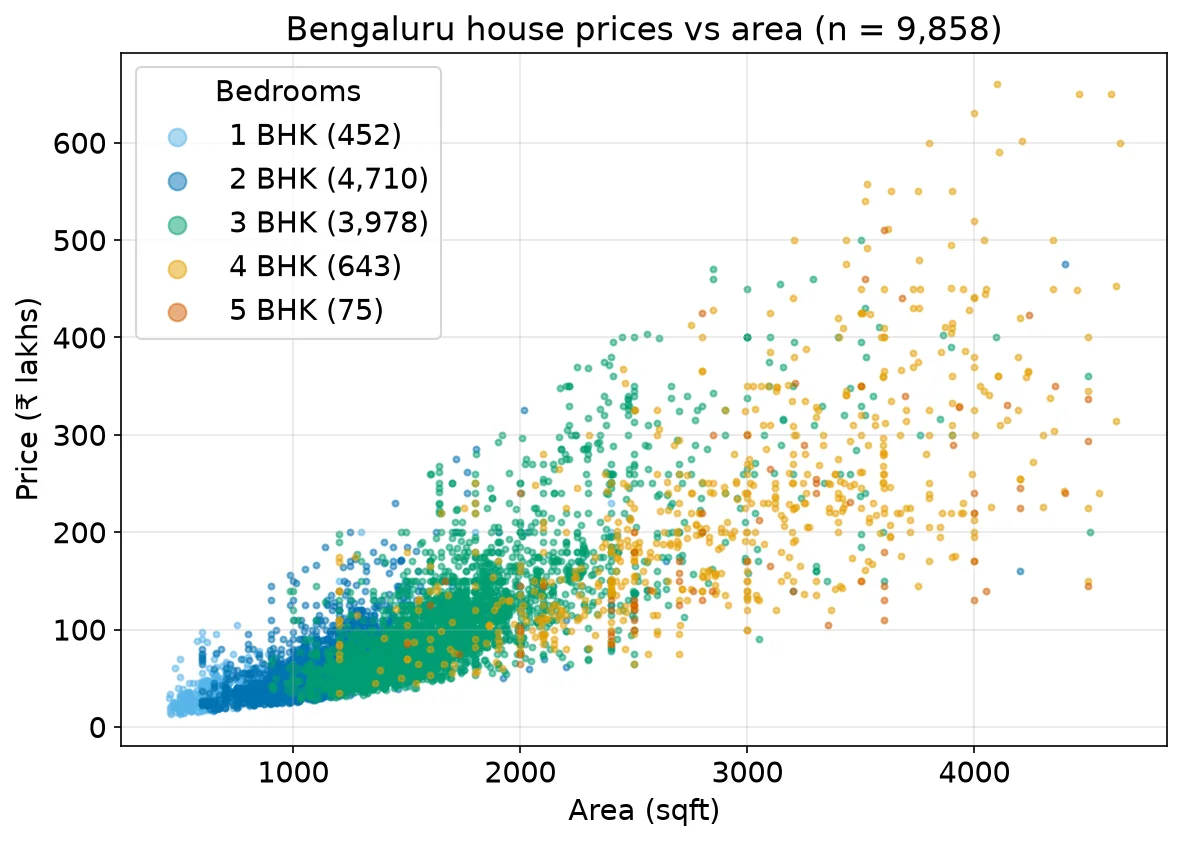 Bengaluru house prices vs area (n = 9,858)
Bedrooms
1 BHK (452)
2 BHK (4,710)
3 BHK (3,978)
4 BHK (643)
5 BHK (75)
Price (₹ lakhs)
600
500
400
300
200
100
0
1000 2000 3000 4000
Area (sqft)